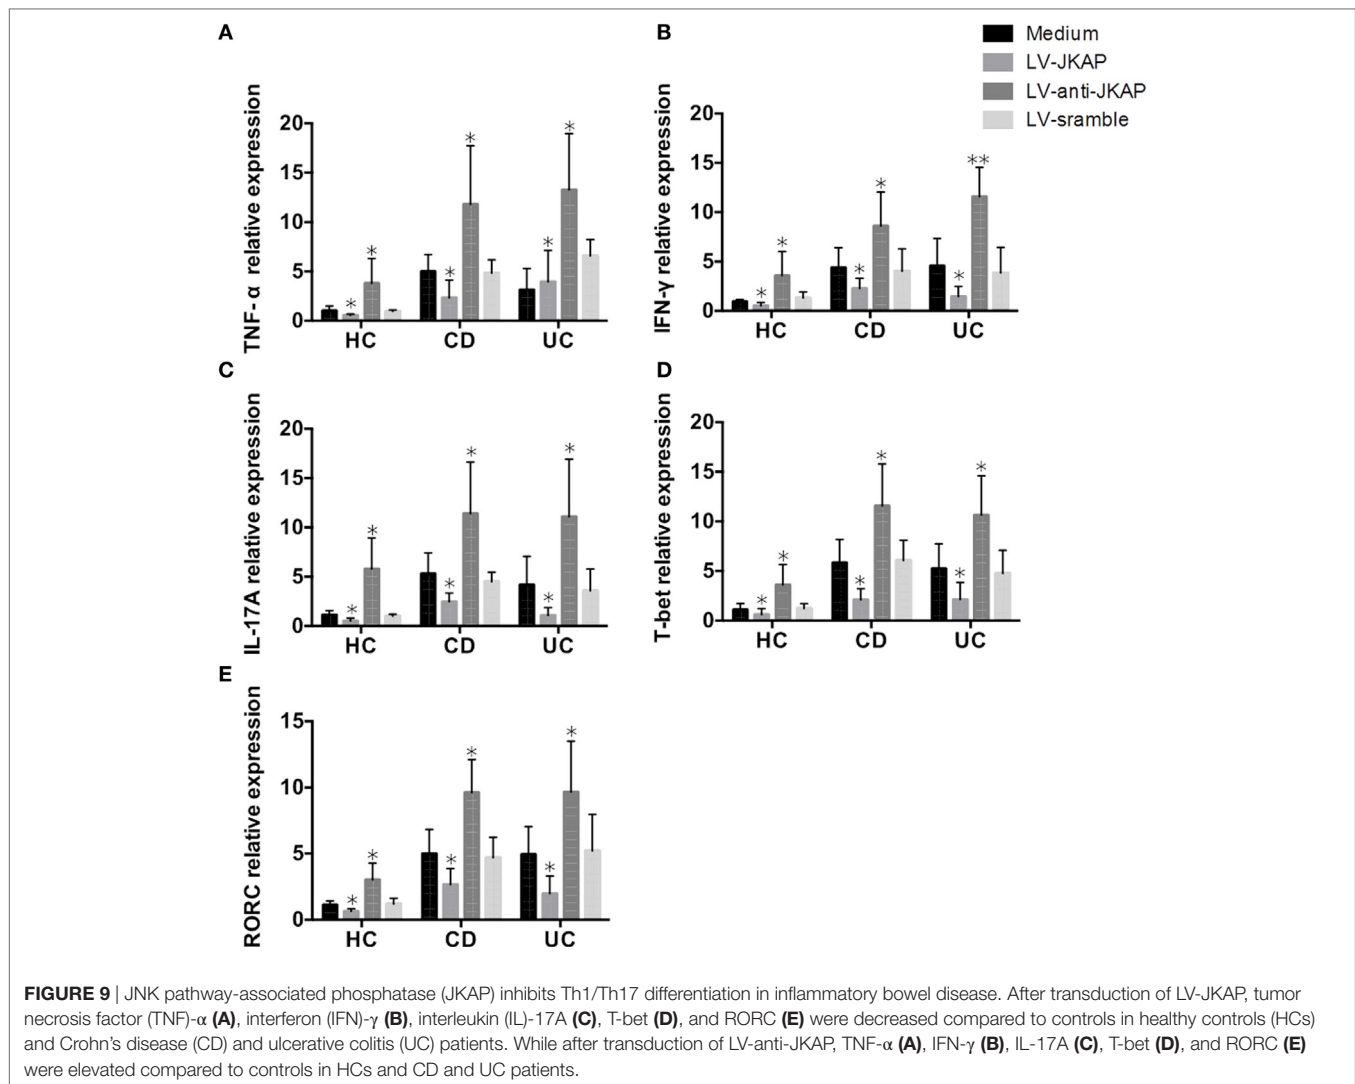 A
B
Medium
LV-JKAP
LV-anti-JKAP
LV-sramble
TNF-α relative expression
20
15
10
5
0
*
*
*
*
*
*
HC
CD
UC
IFN-γ relative expression
20
15
10
5
0
*
*
*
*
*
**
HC
CD
UC
C
D
IL-17A relative expression
20
15
10
5
0
*
*
*
*
*
*
HC
CD
UC
T-bet relative expression
20
15
10
5
0
*
*
*
*
*
*
HC
CD
UC
E
RORC relative expression
15
10
5
0
*
*
*
*
*
*
HC
CD
UC
FIGURE 9 | JNK pathway-associated phosphatase (JKAP) inhibits Th1/Th17 differentiation in inflammatory bowel disease. After transduction of LV-JKAP, tumor
necrosis factor (TNF)-α (A), interferon (IFN)-γ (B), interleukin (IL)-17A (C), T-bet (D), and RORC (E) were decreased compared to controls in healthy controls (HCs)
and Crohn's disease (CD) and ulcerative colitis (UC) patients. While after transduction of LV-anti-JKAP, TNF-α (A), IFN-γ (B), IL-17A (C), T-bet (D), and RORC (E)
were elevated compared to controls in HCs and CD and UC patients.